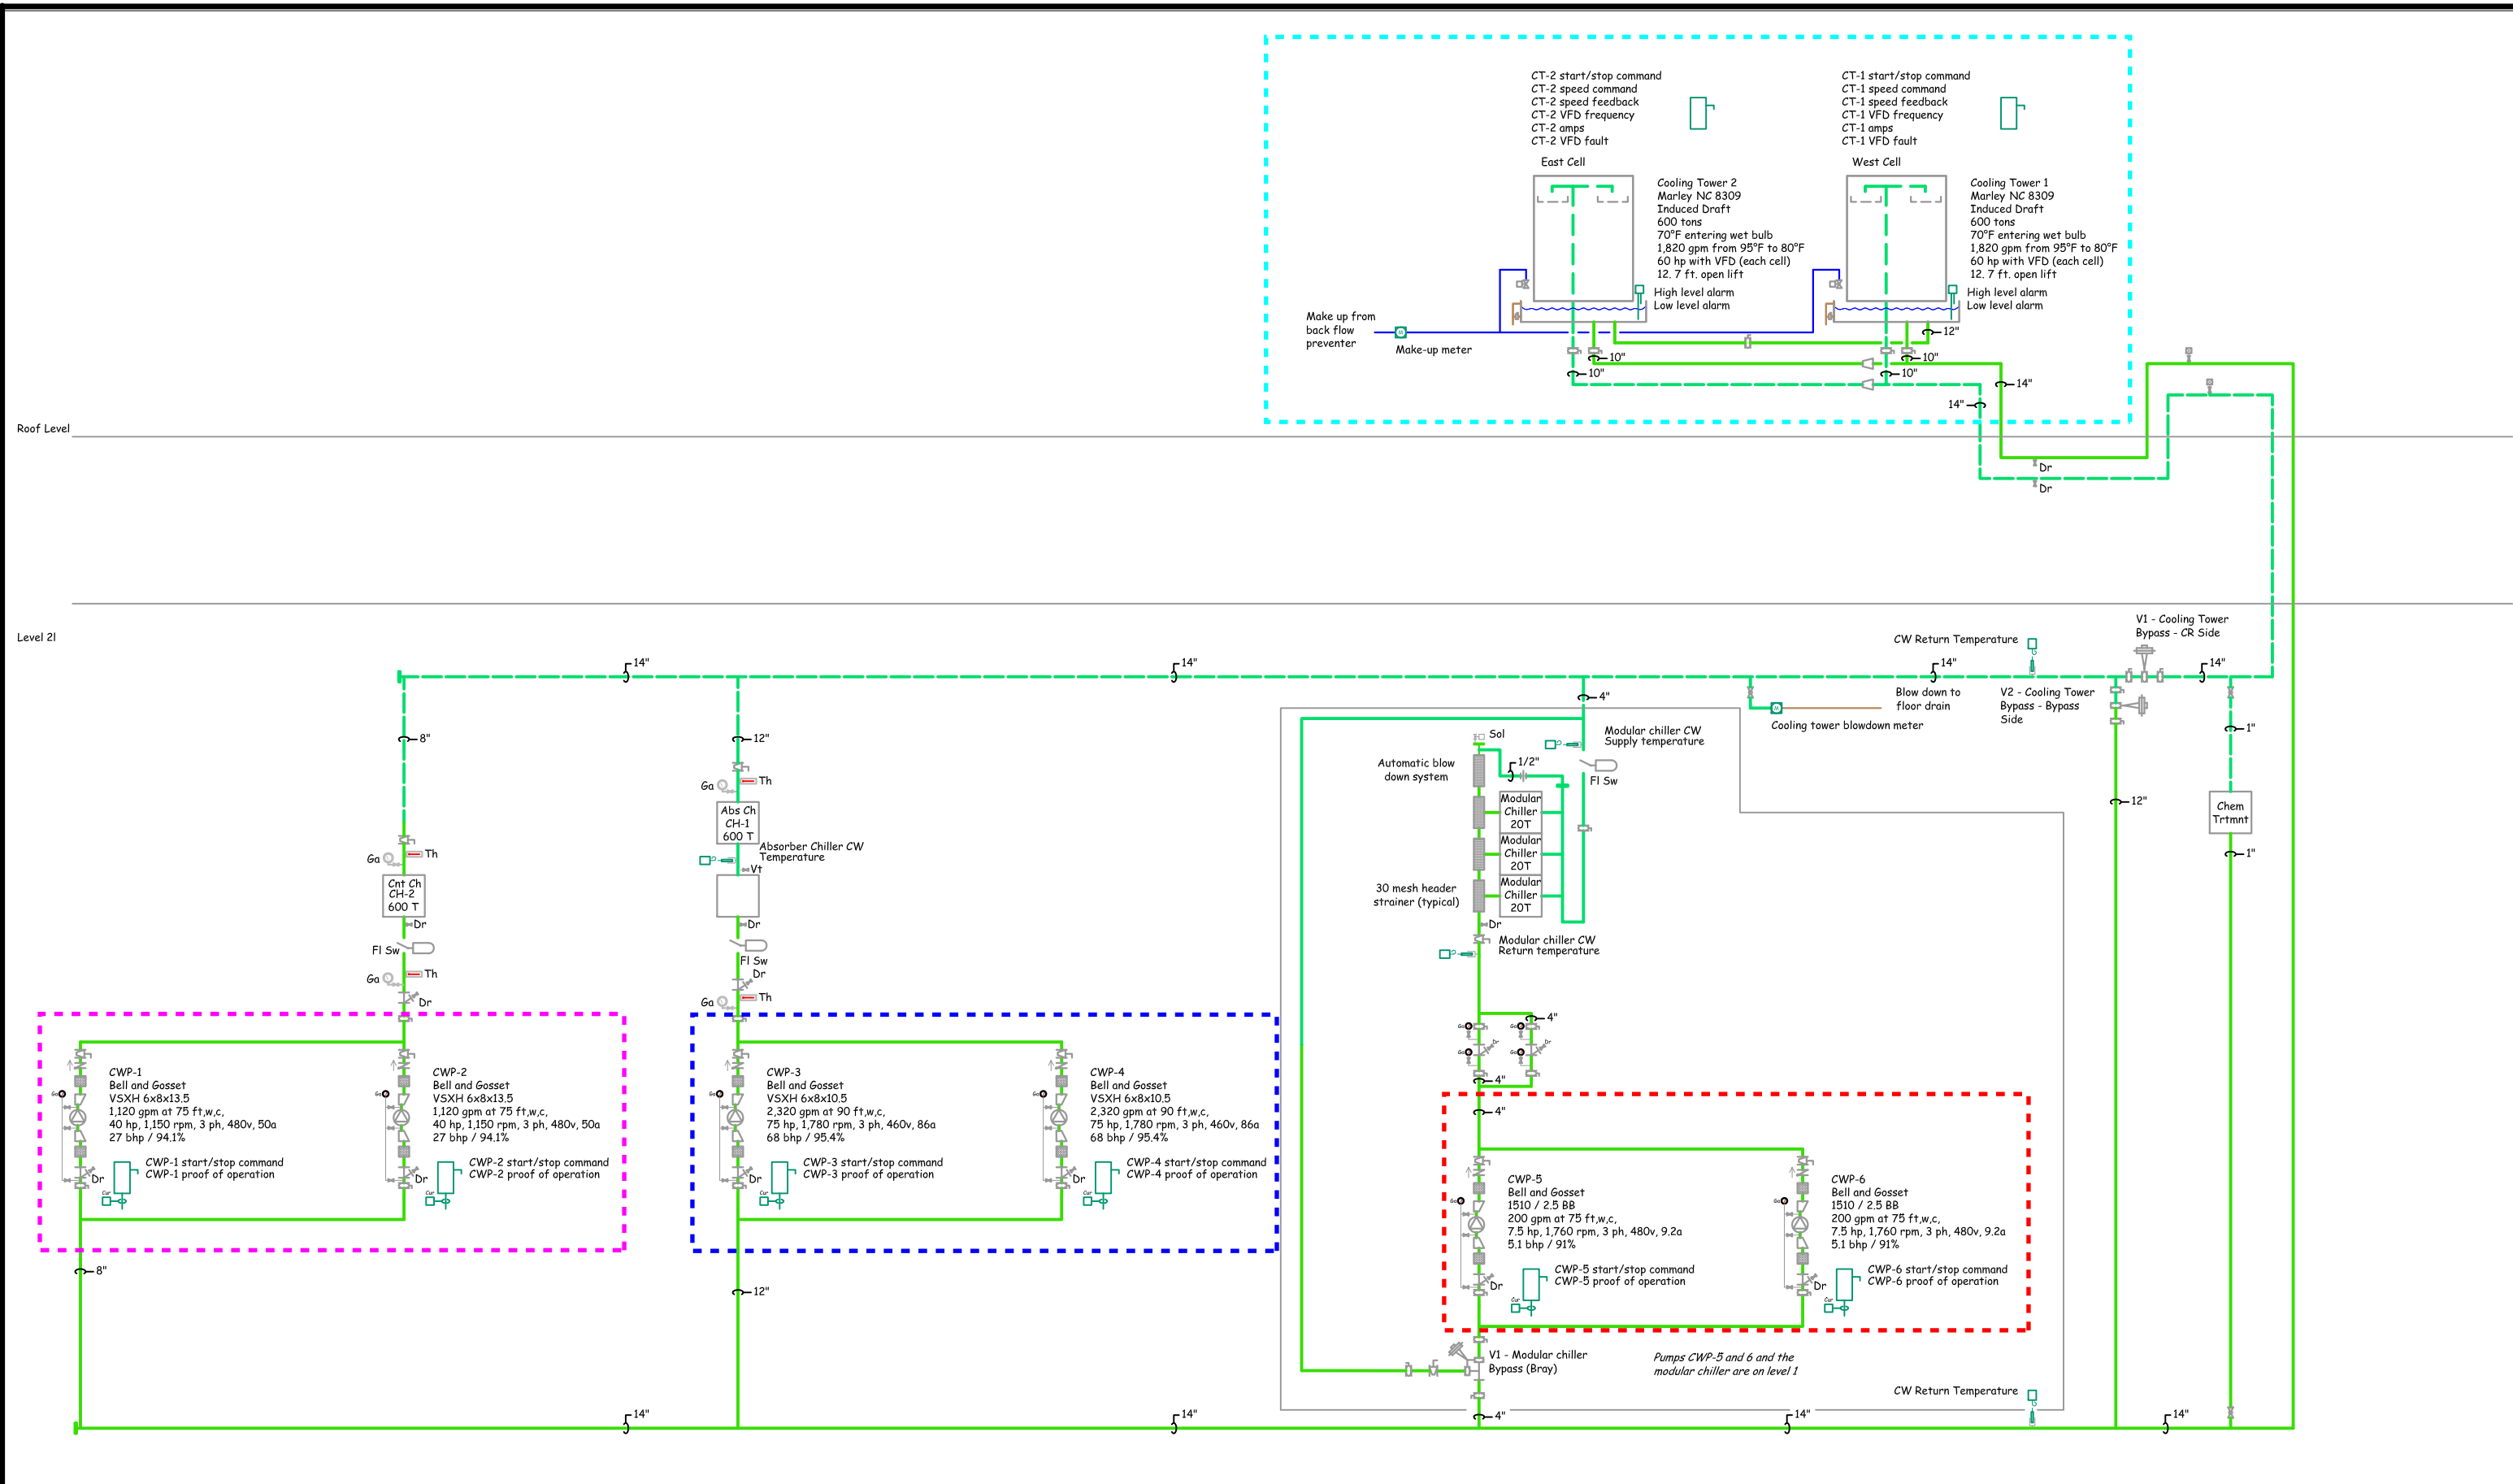 CT-2 start/stop command
CT-2 speed command
CT-2 speed feedback
CT-2 VFD frequency
CT-2 amps
CT-2 VFD fault
East Cell
CT-1 start/stop command
CT-1 speed command
CT-1 speed feedback
CT-1 VFD frequency
CT-1 amps
CT-1 VFD fault
West Cell
Cooling Tower 2
Marley NC 8309
Induced Draft
600 tons
70°F entering wet bulb
1,820 gpm from 95°F to 80°F
60 hp with VFD (each cell)
12. 7 ft. open lift
High level alarm
Low level alarm
Cooling Tower 1
Marley NC 8309
Induced Draft
600 tons
70°F entering wet bulb
1,820 gpm from 95°F to 80°F
60 hp with VFD (each cell)
12. 7 ft. open lift
High level alarm
Low level alarm
Make up from
back flow
preventer
Make-up meter
12"
10"
10"
10"
10"
14"
14"
Roof Level
Dr
Dr
Level 21
V1 - Cooling Tower
Bypass - CR Side
CW Return Temperature
14"
14"
14"
14"
4"
Blow down to
floor drain
V2 - Cooling Tower
Bypass - Bypass
Side
Cooling tower blowdown meter
8"
12"
1"
Sol
Modular chiller CW
Supply temperature
Automatic blow
down system
1/2"
Fl Sw
Ga
Th
Abs Ch
CH-1
600 T
Modular
Chiller
20T
Modular
Chiller
20T
Modular
Chiller
20T
12"
Chem
Trtmnt
1"
Absorber Chiller CW
Temperature
Vt
Ga
Th
Cnt Ch
CH-2
600 T
30 mesh header
strainer (typical)
Dr
Dr
Dr
Fl Sw
Fl Sw
Modular chiller CW
Return temperature
Ga
Th
Dr
Dr
Ga
Th
4"
Ga
Ga
Ga
Ga
Dr
Dr
4"
4"
CWP-1
Bell and Gosset
VSXH 6x8x13.5
1,120 gpm at 75 ft,w,c,
40 hp, 1,150 rpm, 3 ph, 480v, 50a
27 bhp / 94.1%
CWP-1 start/stop command
CWP-1 proof of operation
Ga
Dr
Cur
CWP-2
Bell and Gosset
VSXH 6x8x13.5
1,120 gpm at 75 ft,w,c,
40 hp, 1,150 rpm, 3 ph, 480v, 50a
27 bhp / 94.1%
CWP-2 start/stop command
CWP-2 proof of operation
Ga
Dr
Cur
CWP-3
Bell and Gosset
VSXH 6x8x10.5
2,320 gpm at 90 ft,w,c,
75 hp, 1,780 rpm, 3 ph, 460v, 86a
68 bhp / 95.4%
CWP-3 start/stop command
CWP-3 proof of operation
Ga
Dr
Cur
CWP-4
Bell and Gosset
VSXH 6x8x10.5
2,320 gpm at 90 ft,w,c,
75 hp, 1,780 rpm, 3 ph, 460v, 86a
68 bhp / 95.4%
CWP-4 start/stop command
CWP-4 proof of operation
Ga
Dr
Cur
CWP-5
Bell and Gosset
1510 / 2.5 BB
200 gpm at 75 ft,w,c,
7.5 hp, 1,760 rpm, 3 ph, 480v, 9.2a
5.1 bhp / 91%
CWP-5 start/stop command
CWP-5 proof of operation
Ga
Dr
Cur
CWP-6
Bell and Gosset
1510 / 2.5 BB
200 gpm at 75 ft,w,c,
7.5 hp, 1,760 rpm, 3 ph, 480v, 9.2a
5.1 bhp / 91%
CWP-6 start/stop command
CWP-6 proof of operation
Ga
Dr
Cur
8"
12"
V1 - Modular chiller
Bypass (Bray)
Pumps CWP-5 and 6 and the
modular chiller are on level 1
CW Return Temperature
14"
14"
4"
14"
14"